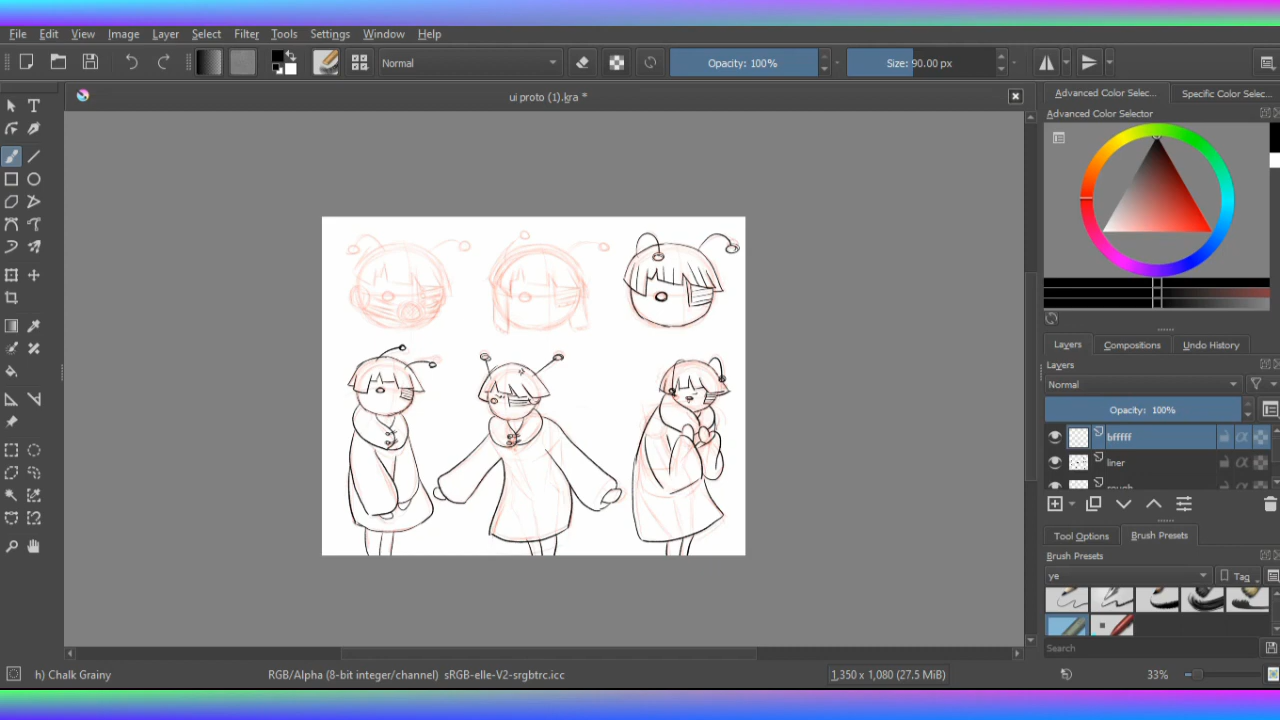 File Edit View Image Layer Select Filter Tools Settings Window Help
Normal Opacity: 100% Size: 90.00 px
ui proto (1).kra *
Advanced Color Selec... Specific Color Selec...
Advanced Color Selector
Layers Compositions Undo History
Layers
Normal
Opacity: 100%
bffffff
liner
rough
Tool Options Brush Presets
Brush Presets
ye Tag
Search
h) Chalk Grainy RGB/Alpha (8-bit integer/channel) sRGB-elle-V2-srgbtrc.icc 1,350 x 1,080 (27.5 MiB) 33%